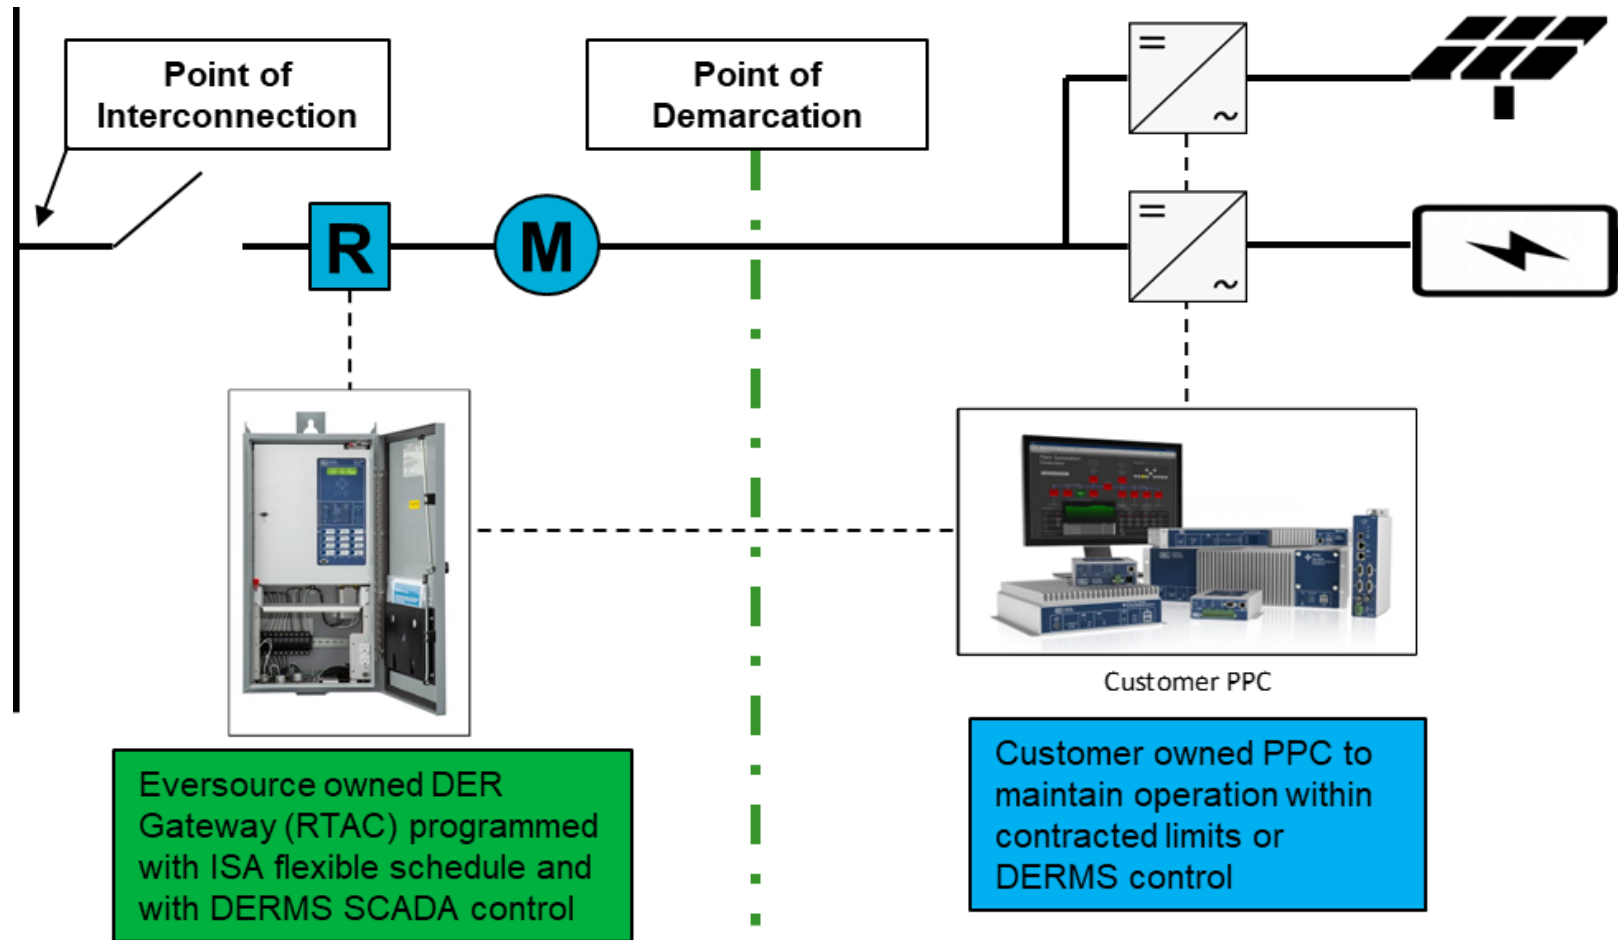 Point of
Interconnection
Point of
Demarcation
R
M
Customer PPC
Eversource owned DER
Gateway (RTAC) programmed
with ISA flexible schedule and
with DERMS SCADA control
Customer owned PPC to
maintain operation within
contracted limits or
DERMS control